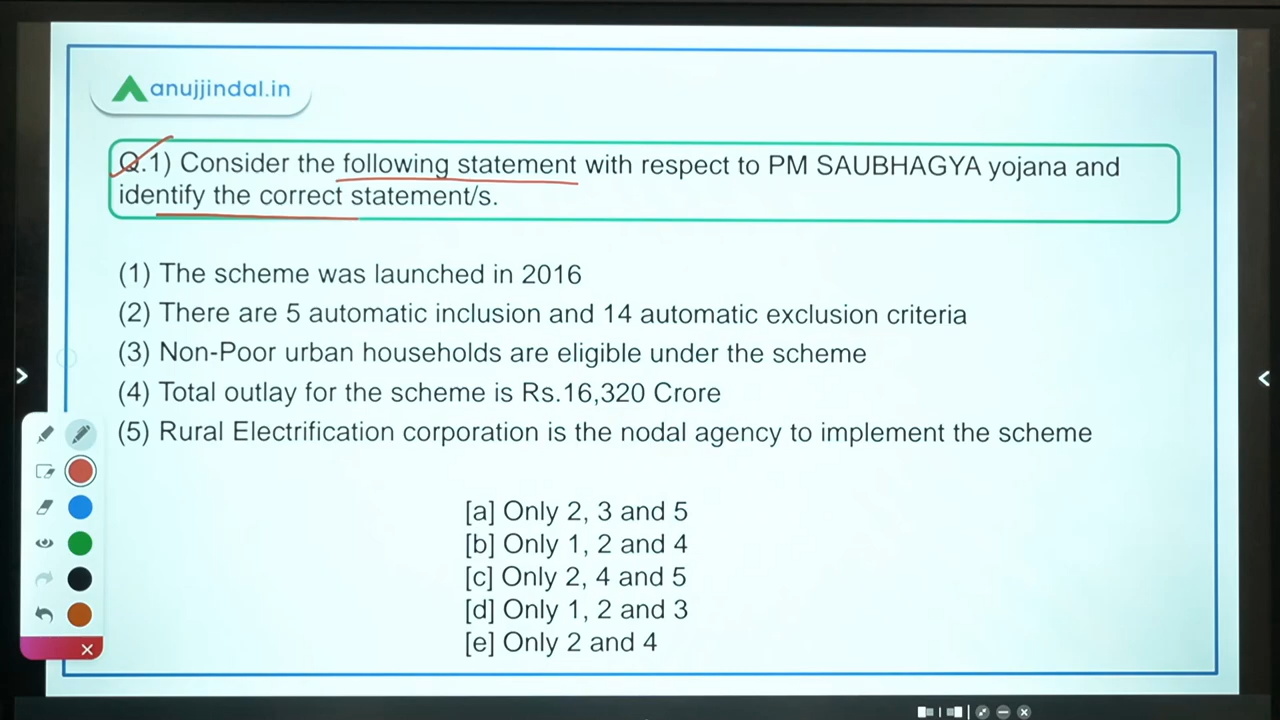 anujjindal.in
Q.1) Consider the following statement with respect to PM SAUBHAGYA yojana and
identify the correct statement/s.
(1) The scheme was launched in 2016
(2) There are 5 automatic inclusion and 14 automatic exclusion criteria
(3) Non-Poor urban households are eligible under the scheme
(4) Total outlay for the scheme is Rs.16,320 Crore
(5) Rural Electrification corporation is the nodal agency to implement the scheme
[a] Only 2, 3 and 5
[b] Only 1, 2 and 4
[c] Only 2, 4 and 5
[d] Only 1, 2 and 3
[e] Only 2 and 4